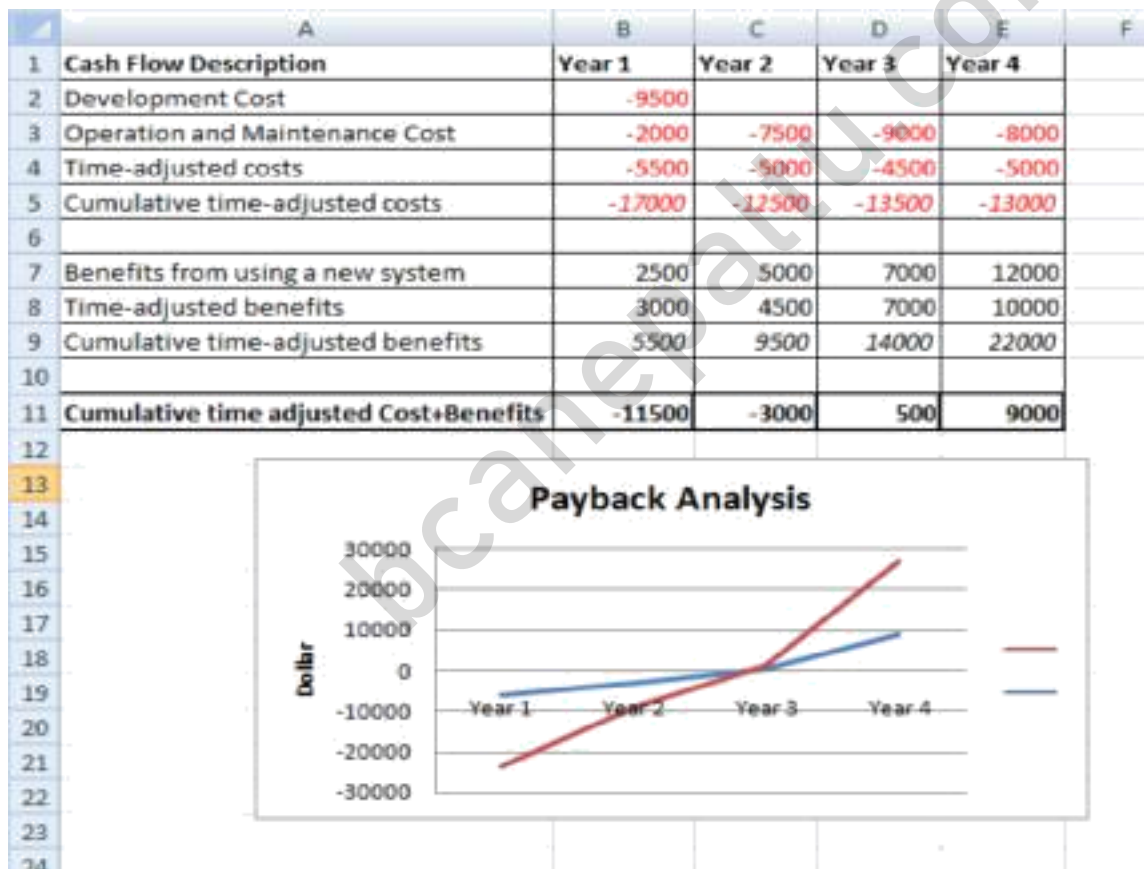 A B C D E F
1 Cash Flow Description Year 1 Year 2 Year 3 Year 4
2 Development Cost -9500
3 Operation and Maintenance Cost -2000 -7500 -9000 -8000
4 Time-adjusted costs -5500 -5000 -4500 -5000
5 Cumulative time-adjusted costs -17000 -12500 -13500 -13000
6
7 Benefits from using a new system 2500 5000 7000 12000
8 Time-adjusted benefits 3000 4500 7000 10000
9 Cumulative time-adjusted benefits 5500 9500 14000 22000
10
11 Cumulative time adjusted Cost+Benefits -11500 -3000 500 9000
12
13
14
15
16
17
18
19
20
21
22
23
24
Payback Analysis
Dollar
30000
20000
10000
0
-10000
-20000
-30000
Year 1 Year 2 Year 3 Year 4
bcanepaltu.co